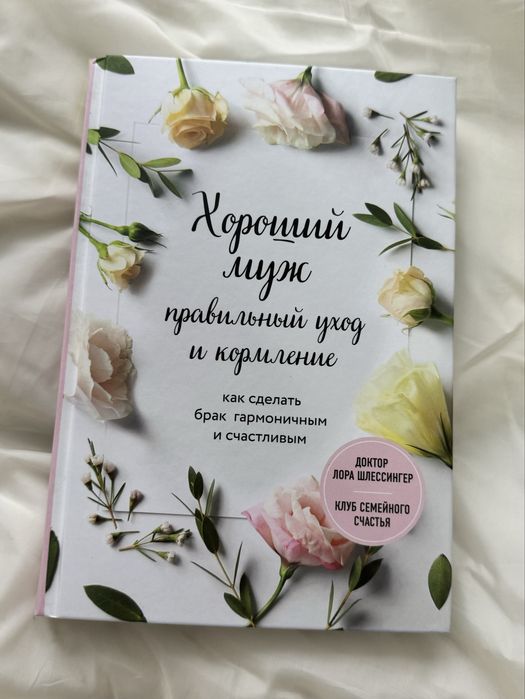 Хороший
муж
правильный уход
и кормление
как сделать
брак гармоничным
и счастливым
ДОКТОР
ЛОРА ШЛЕССИНГЕР
КЛУБ СЕМЕЙНОГО
СЧАСТЬЯ